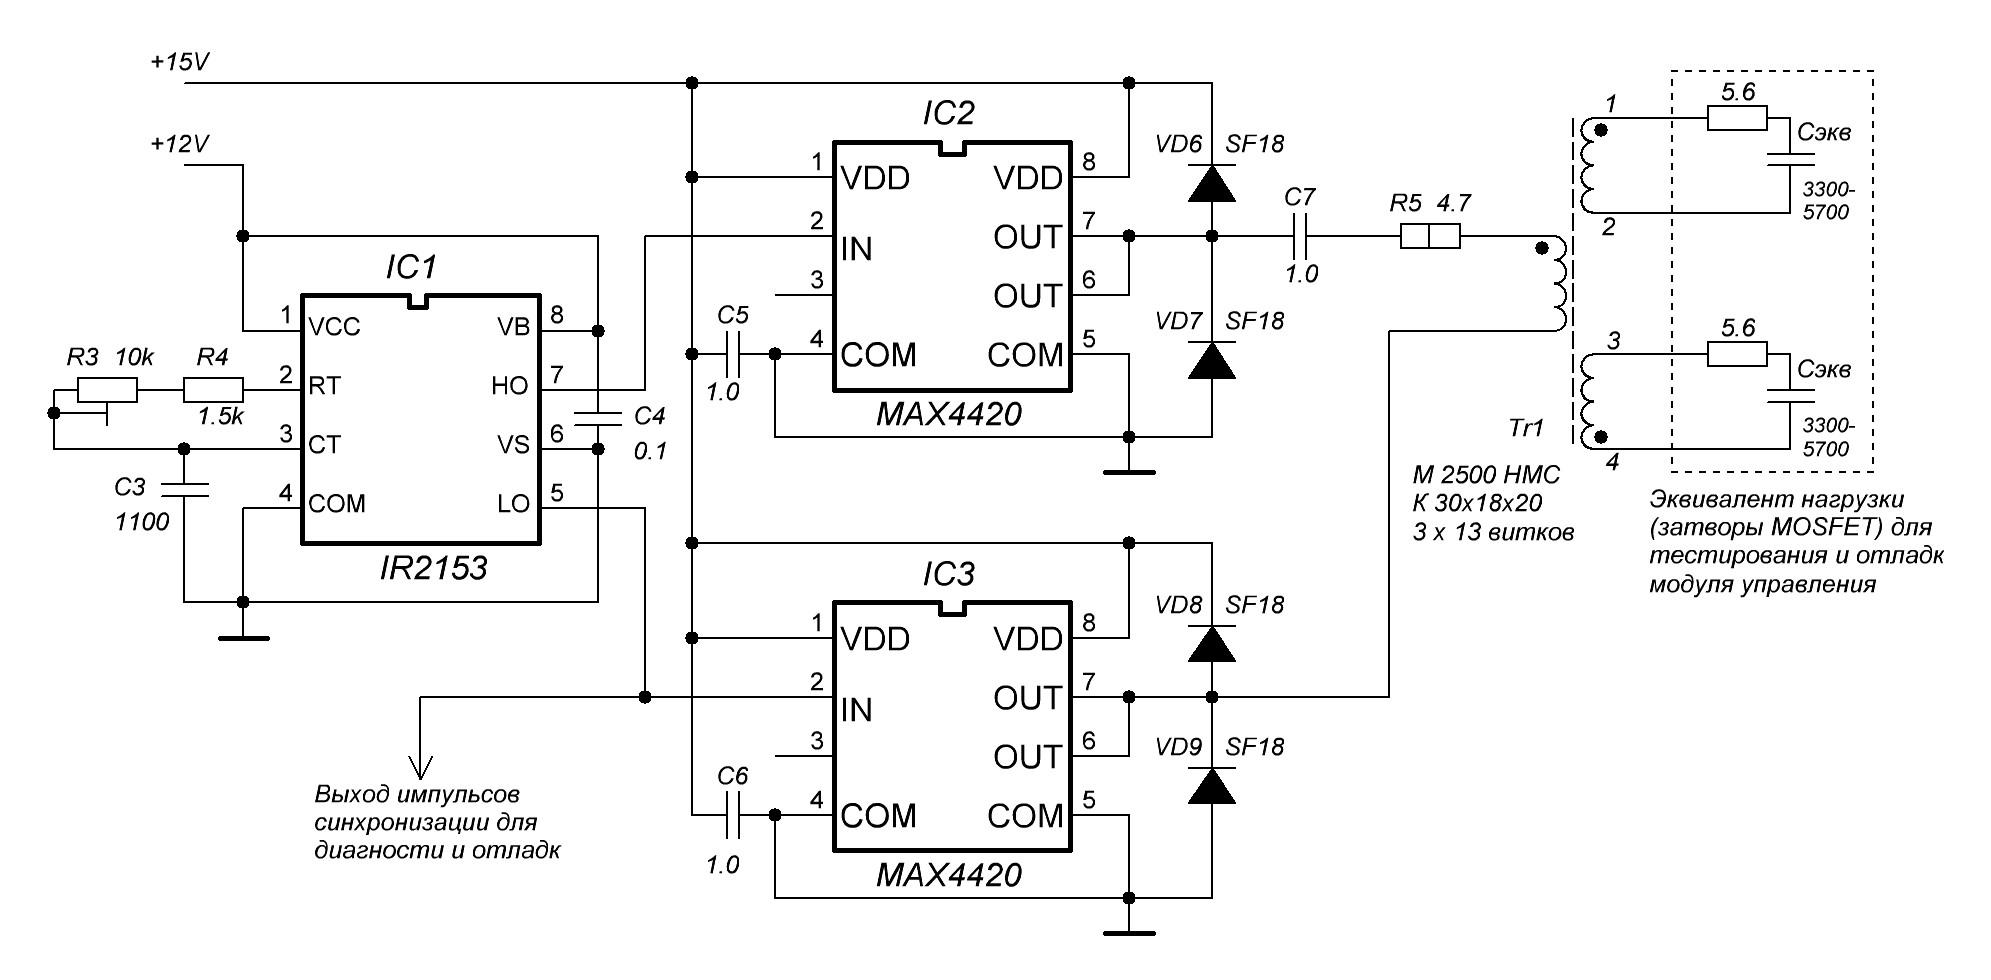 +15V
+12V
IC1
1
VCC
2
RT
3
CT
4
COM
VB
8
HO
7
VS
6
LO
5
IR2153
R3 10k
R4
1.5k
C3
1100
C4
0.1
IC2
1
VDD
2
IN
3
4
COM
VDD
8
OUT
7
OUT
6
COM
5
MAX4420
C5
1.0
VD6 SF18
VD7 SF18
C7
1.0
R5 4.7
1
2
3
4
Tr1
М 2500 НМС
К 30х18х20
3 х 13 витков
5.6
Сэкв
3300-
5700
5.6
Сэкв
3300-
5700
Эквивалент нагрузки
(затворы MOSFET) для
тестирования и отладк
модуля управления
IC3
1
VDD
2
IN
3
4
COM
VDD
8
OUT
7
OUT
6
COM
5
MAX4420
C6
1.0
VD8 SF18
VD9 SF18
Выход импульсов
синхронизации для
диагности и отладк